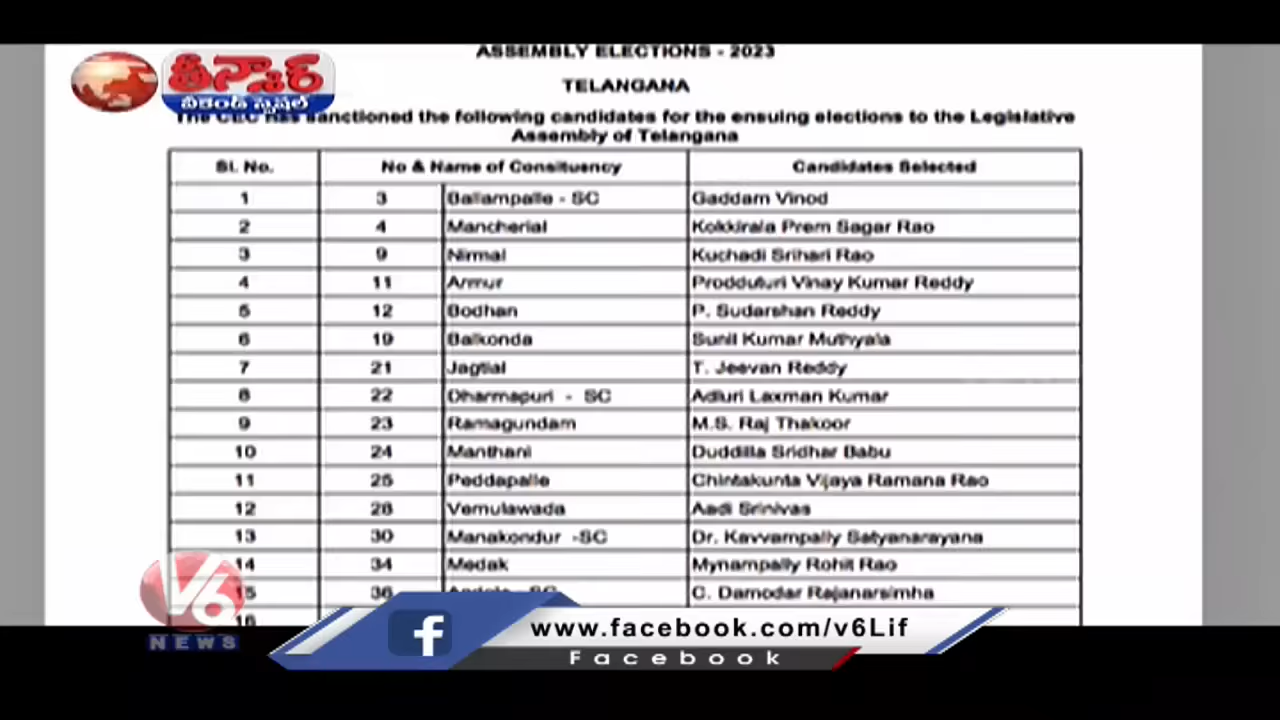 ASSEMBLY ELECTIONS - 2023
తీన్మార్
వీకెండ్ స్పెషల్
TELANGANA
The CEC has sanctioned the following candidates for the ensuing elections to the Legislative
Assembly of Telangana
Sl. No. No & Name of Consituency Candidates Selected
1 3 Ballampalle - SC Gaddam Vinod
2 4 Mancherial Kokkirala Prem Sagar Rao
3 9 Nirmal Kuchadi Srihari Rao
4 11 Armur Prodduturi Vinay Kumar Reddy
5 12 Bodhan P. Sudarshan Reddy
6 19 Balkonda Sunil Kumar Muthyala
7 21 Jagtial T. Jeevan Reddy
8 22 Dharmapuri - SC Adluri Laxman Kumar
9 23 Ramagundam M.S. Raj Thakoor
10 24 Manthani Duddilla Sridhar Babu
11 25 Peddapalle Chintakunta Vijaya Ramana Rao
12 28 Vemulawada Aadi Srinivas
13 30 Manakondur -SC Dr. Kavvampally Satyanarayana
14 34 Medak Mynampally Rohit Rao
15 36 SC C. Damodar Rajanarsimha
16
V6
NEWS
f
www.facebook.com/v6Lif
Facebook